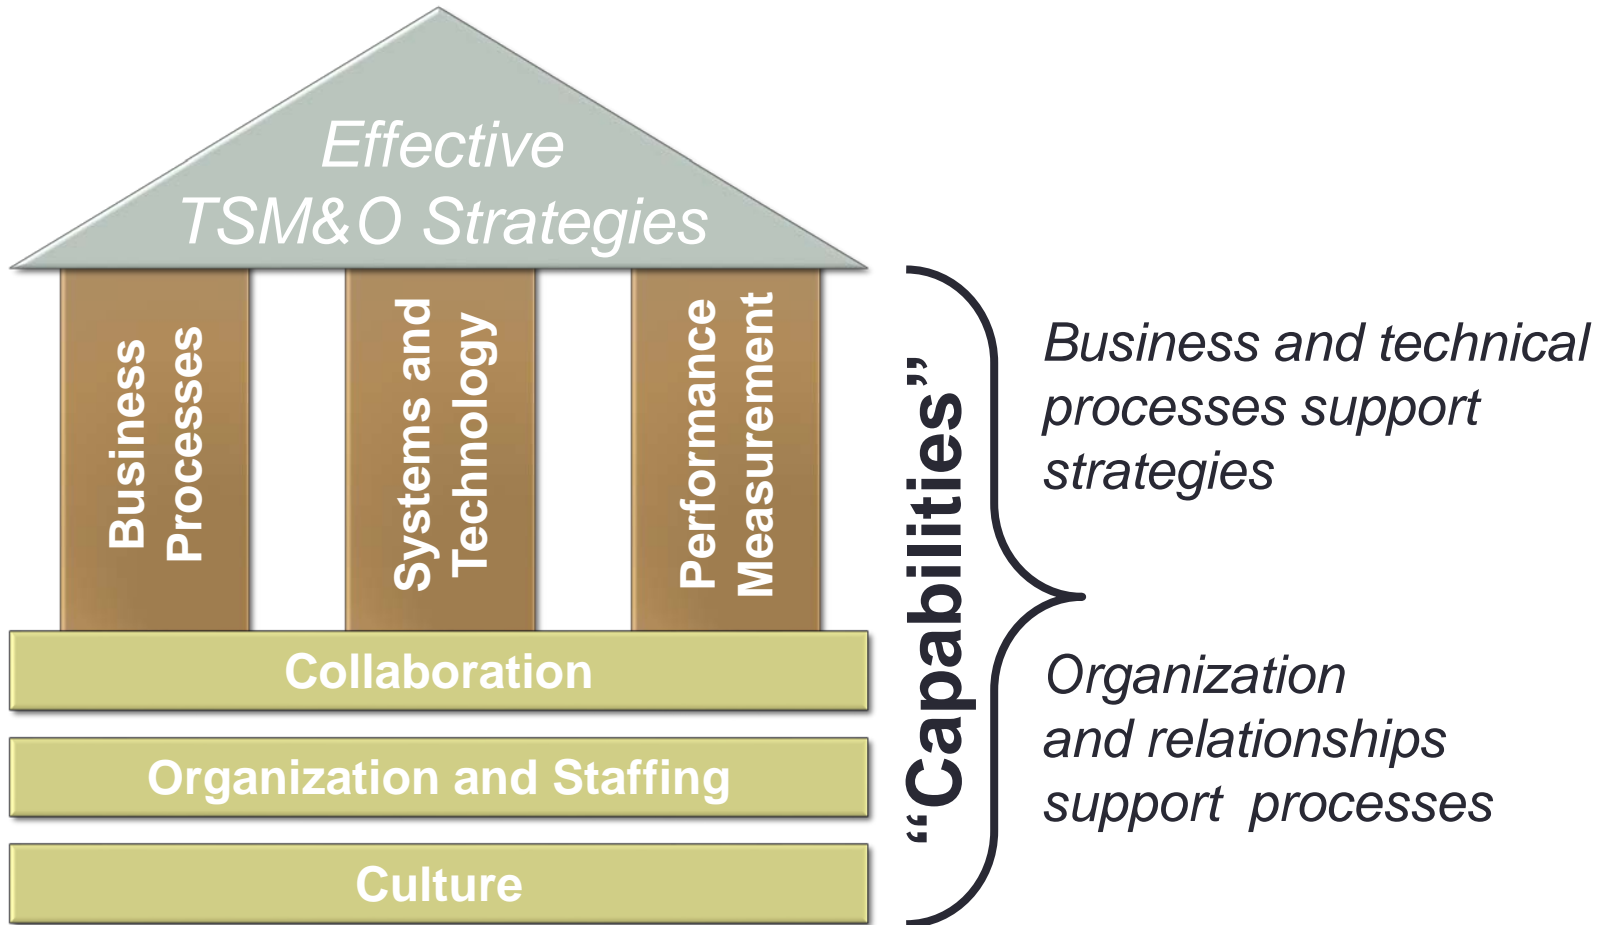 Effective
TSM&O Strategies
Business
Processes
Systems and
Technology
Performance
Measurement
Collaboration
Organization and Staffing
Culture
“Capabilities”
Business and technical
processes support
strategies
Organization
and relationships
support  processes